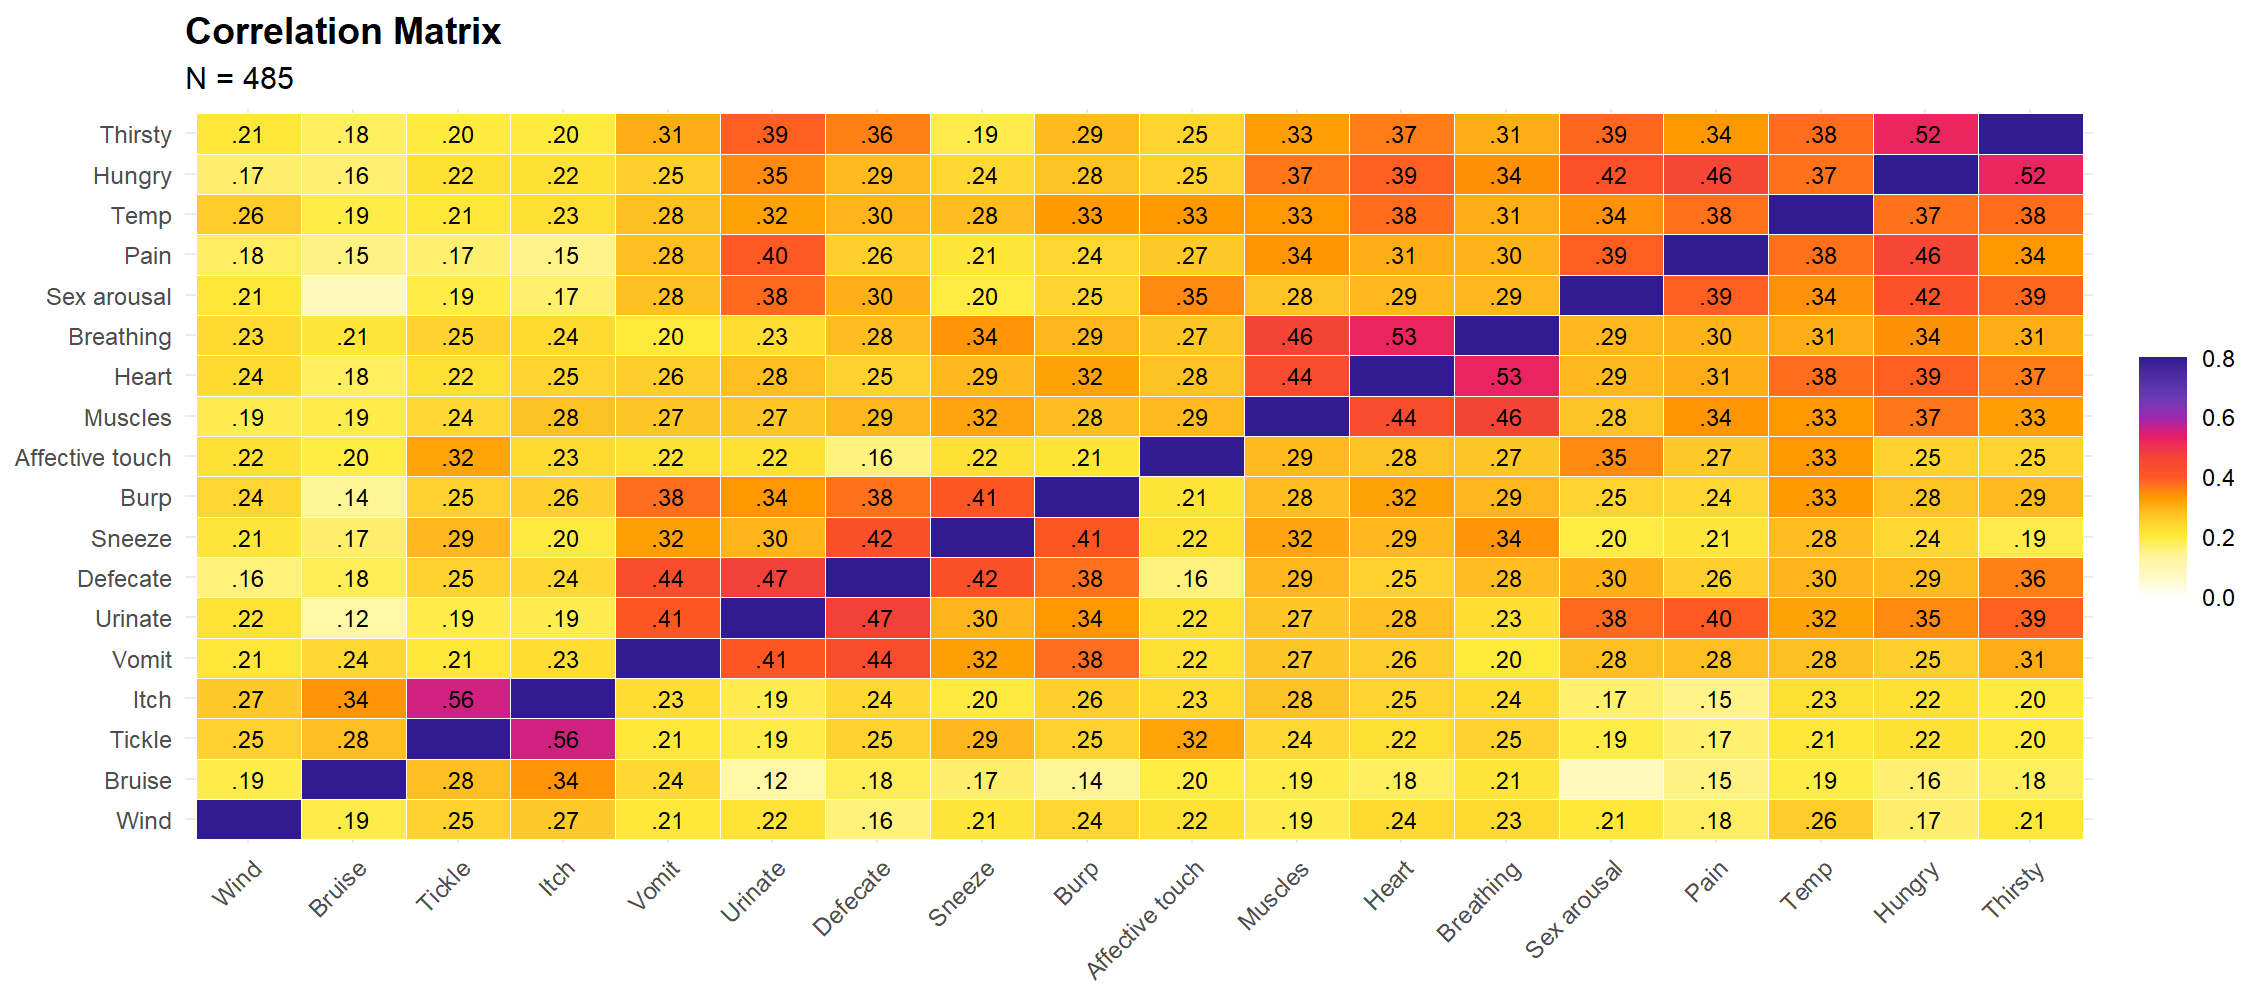 Correlation Matrix
N = 485
Thirsty .21 .18 .20 .20 .31 .39 .36 .19 .29 .25 .33 .37 .31 .39 .34 .38 .52
Hungry .17 .16 .22 .22 .25 .35 .29 .24 .28 .25 .37 .39 .34 .42 .46 .37 .52
Temp .26 .19 .21 .23 .28 .32 .30 .28 .33 .33 .33 .38 .31 .34 .38 .37 .38
Pain .18 .15 .17 .15 .28 .40 .26 .21 .24 .27 .34 .31 .30 .39 .38 .46 .34
Sex arousal .21 .19 .17 .28 .38 .30 .20 .25 .35 .28 .29 .29 .39 .34 .42 .39
Breathing .23 .21 .25 .24 .20 .23 .28 .34 .29 .27 .46 .53 .29 .30 .31 .34 .31
Heart .24 .18 .22 .25 .26 .28 .25 .29 .32 .28 .44 .53 .29 .31 .38 .39 .37
Muscles .19 .19 .24 .28 .27 .27 .29 .32 .28 .29 .44 .46 .28 .34 .33 .37 .33
Affective touch .22 .20 .32 .23 .22 .22 .16 .22 .21 .29 .28 .27 .35 .27 .33 .25 .25
Burp .24 .14 .25 .26 .38 .34 .38 .41 .21 .28 .32 .29 .25 .24 .33 .28 .29
Sneeze .21 .17 .29 .20 .32 .30 .42 .41 .22 .32 .29 .34 .20 .21 .28 .24 .19
Defecate .16 .18 .25 .24 .44 .47 .42 .38 .16 .29 .25 .28 .30 .26 .30 .29 .36
Urinate .22 .12 .19 .19 .41 .47 .30 .34 .22 .27 .28 .23 .38 .40 .32 .35 .39
Vomit .21 .24 .21 .23 .41 .44 .32 .38 .22 .27 .26 .20 .28 .28 .28 .25 .31
Itch .27 .34 .56 .23 .19 .24 .20 .26 .23 .28 .25 .24 .17 .15 .23 .22 .20
Tickle .25 .28 .56 .21 .19 .25 .29 .25 .32 .24 .22 .25 .19 .17 .21 .22 .20
Bruise .19 .28 .34 .24 .12 .18 .17 .14 .20 .19 .18 .21 .15 .19 .16 .18
Wind .19 .25 .27 .21 .22 .16 .21 .24 .22 .19 .24 .23 .21 .18 .26 .17 .21
Wind Bruise Tickle Itch Vomit Urinate Defecate Sneeze Burp Affective touch Muscles Heart Breathing Sex arousal Pain Temp Hungry Thirsty
0.8
0.6
0.4
0.2
0.0